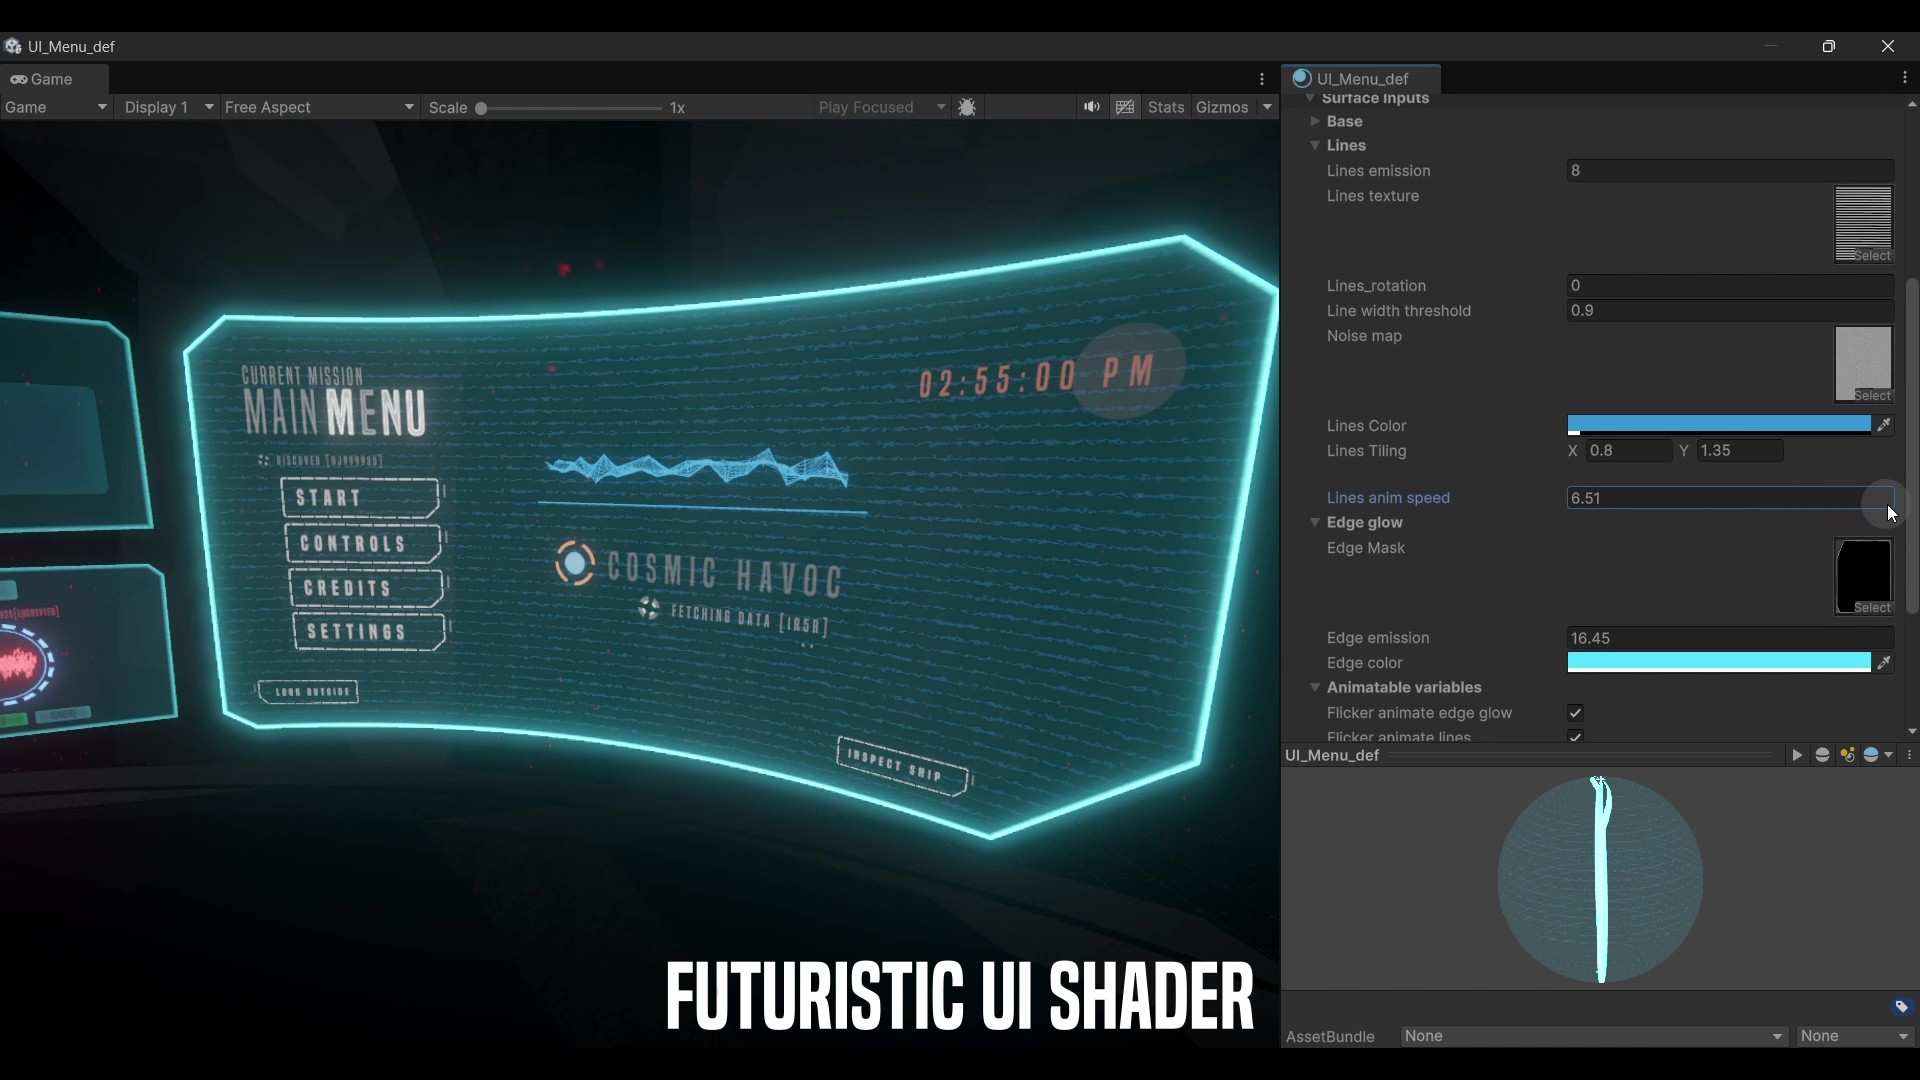 UI_Menu_def
Game
Game
Display 1
Free Aspect
Scale
1x
Play Focused
Stats
Gizmos
CURRENT MISSION
MAIN MENU
02:55:00 PM
START
CONTROLS
CREDITS
SETTINGS
LOOK OUTSIDE
COSMIC HAVOC
FETCHING DATA [IR5R]
INSPECT SHIP
FUTURISTIC UI SHADER
UI_Menu_def
Surface Inputs
Base
Lines
Lines emission 8
Lines texture
Select
Lines_rotation 0
Line width threshold 0.9
Noise map
Select
Lines Color
Lines Tiling X 0.8 Y 1.35
Lines anim speed 6.51
Edge glow
Edge Mask
Select
Edge emission 16.45
Edge color
Animatable variables
Flicker animate edge glow
Flicker animate lines
UI_Menu_def
AssetBundle None None